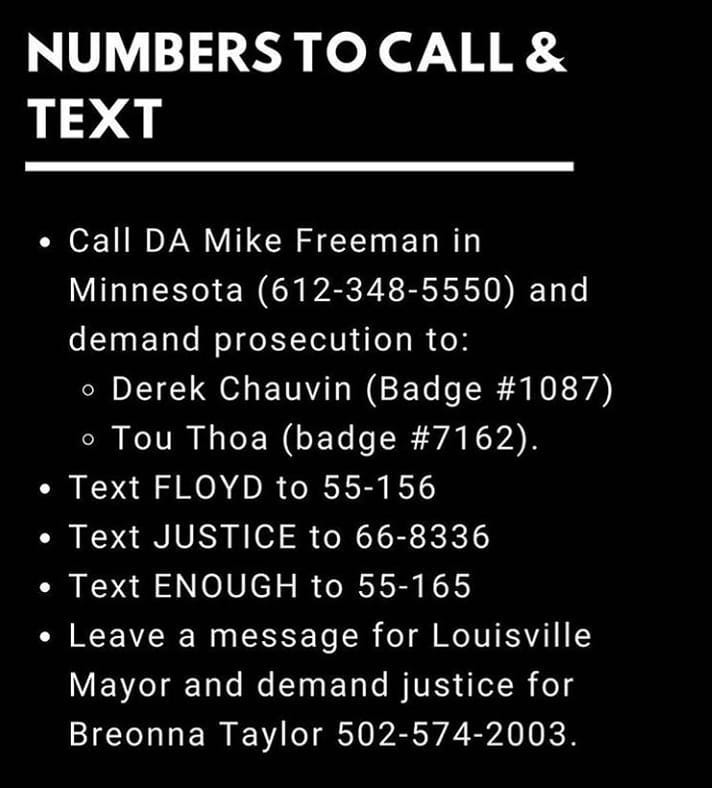 NUMBERS TO CALL &
TEXT
• Call DA Mike Freeman in
Minnesota (612-348-5550) and
demand prosecution to:
◦ Derek Chauvin (Badge #1087)
◦ Tou Thoa (badge #7162).
• Text FLOYD to 55-156
• Text JUSTICE to 66-8336
• Text ENOUGH to 55-165
• Leave a message for Louisville
Mayor and demand justice for
Breonna Taylor 502-574-2003.